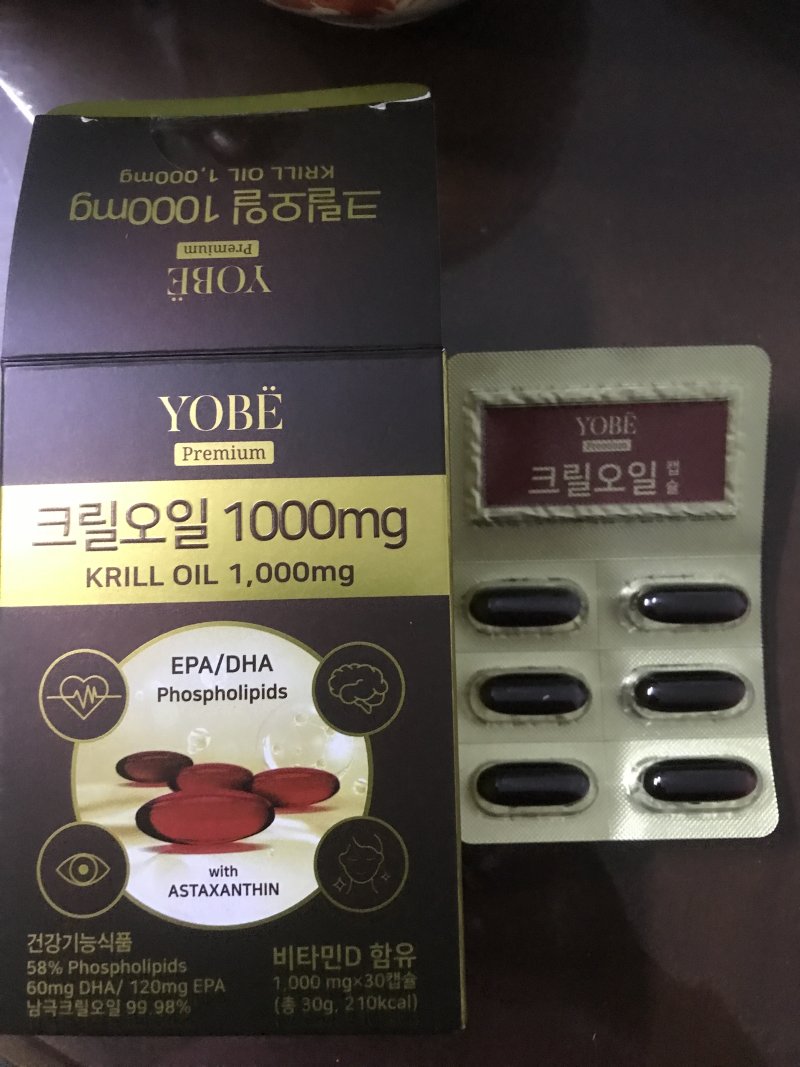 크릴오일 1000mg
KRILL OIL 1,000mg
YOBË
Premium
YOBË
Premium
크릴오일 1000mg
KRILL OIL 1,000mg
EPA/DHA
Phospholipids
with
ASTAXANTHIN
건강기능식품
58% Phospholipids
60mg DHA/ 120mg EPA
남극크릴오일 99.98%
비타민D 함유
1,000 mg×30캡슐
(총 30g, 210kcal)
YOBË
Premium
크릴오일 캡슐